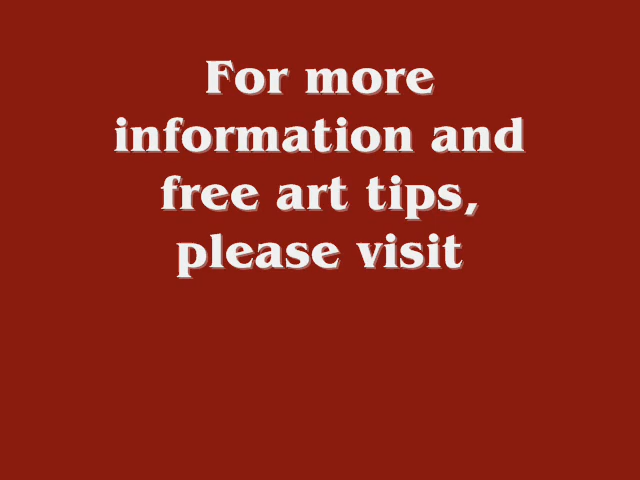 For more
information and
free art tips,
please visit